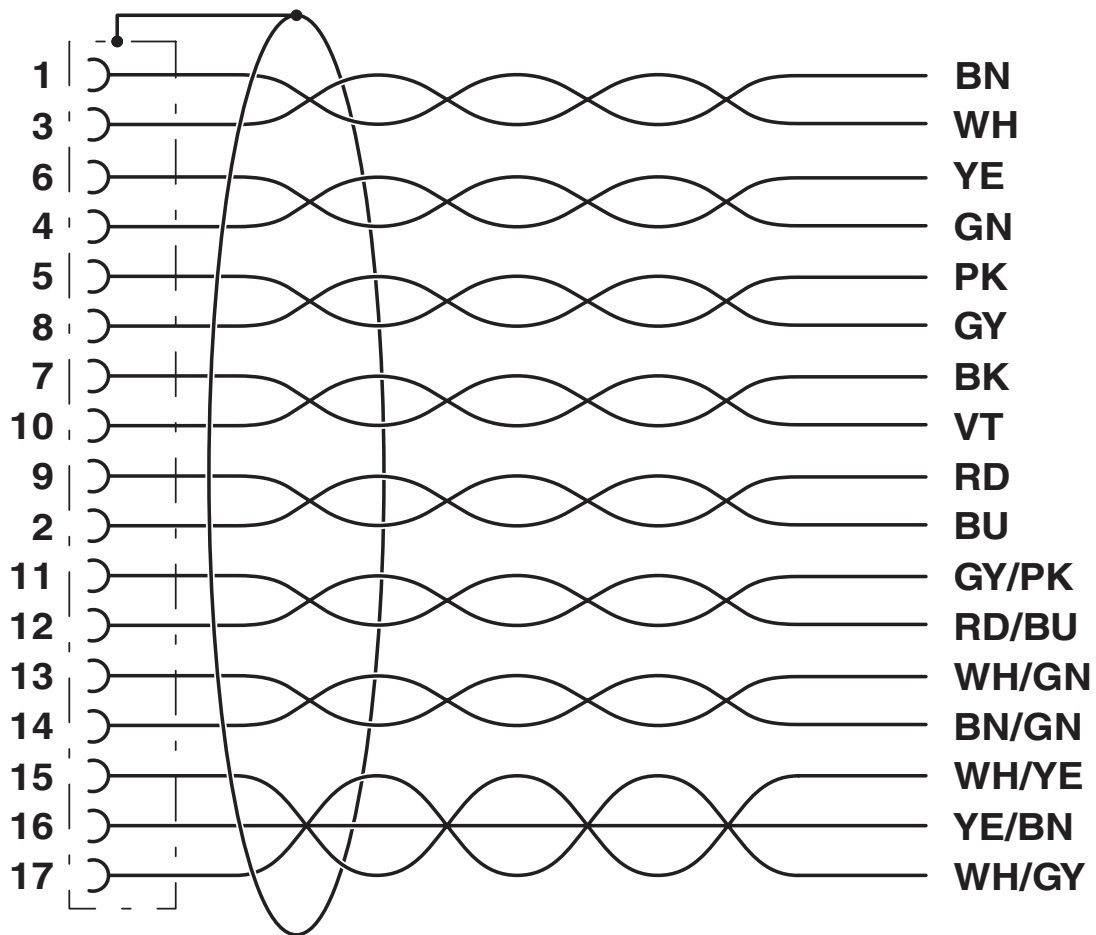 1 BN
3 WH
6 YE
4 GN
5 PK
8 GY
7 BK
10 VT
9 RD
2 BU
11 GY/PK
12 RD/BU
13 WH/GN
14 BN/GN
15 WH/YE
16 YE/BN
17 WH/GY